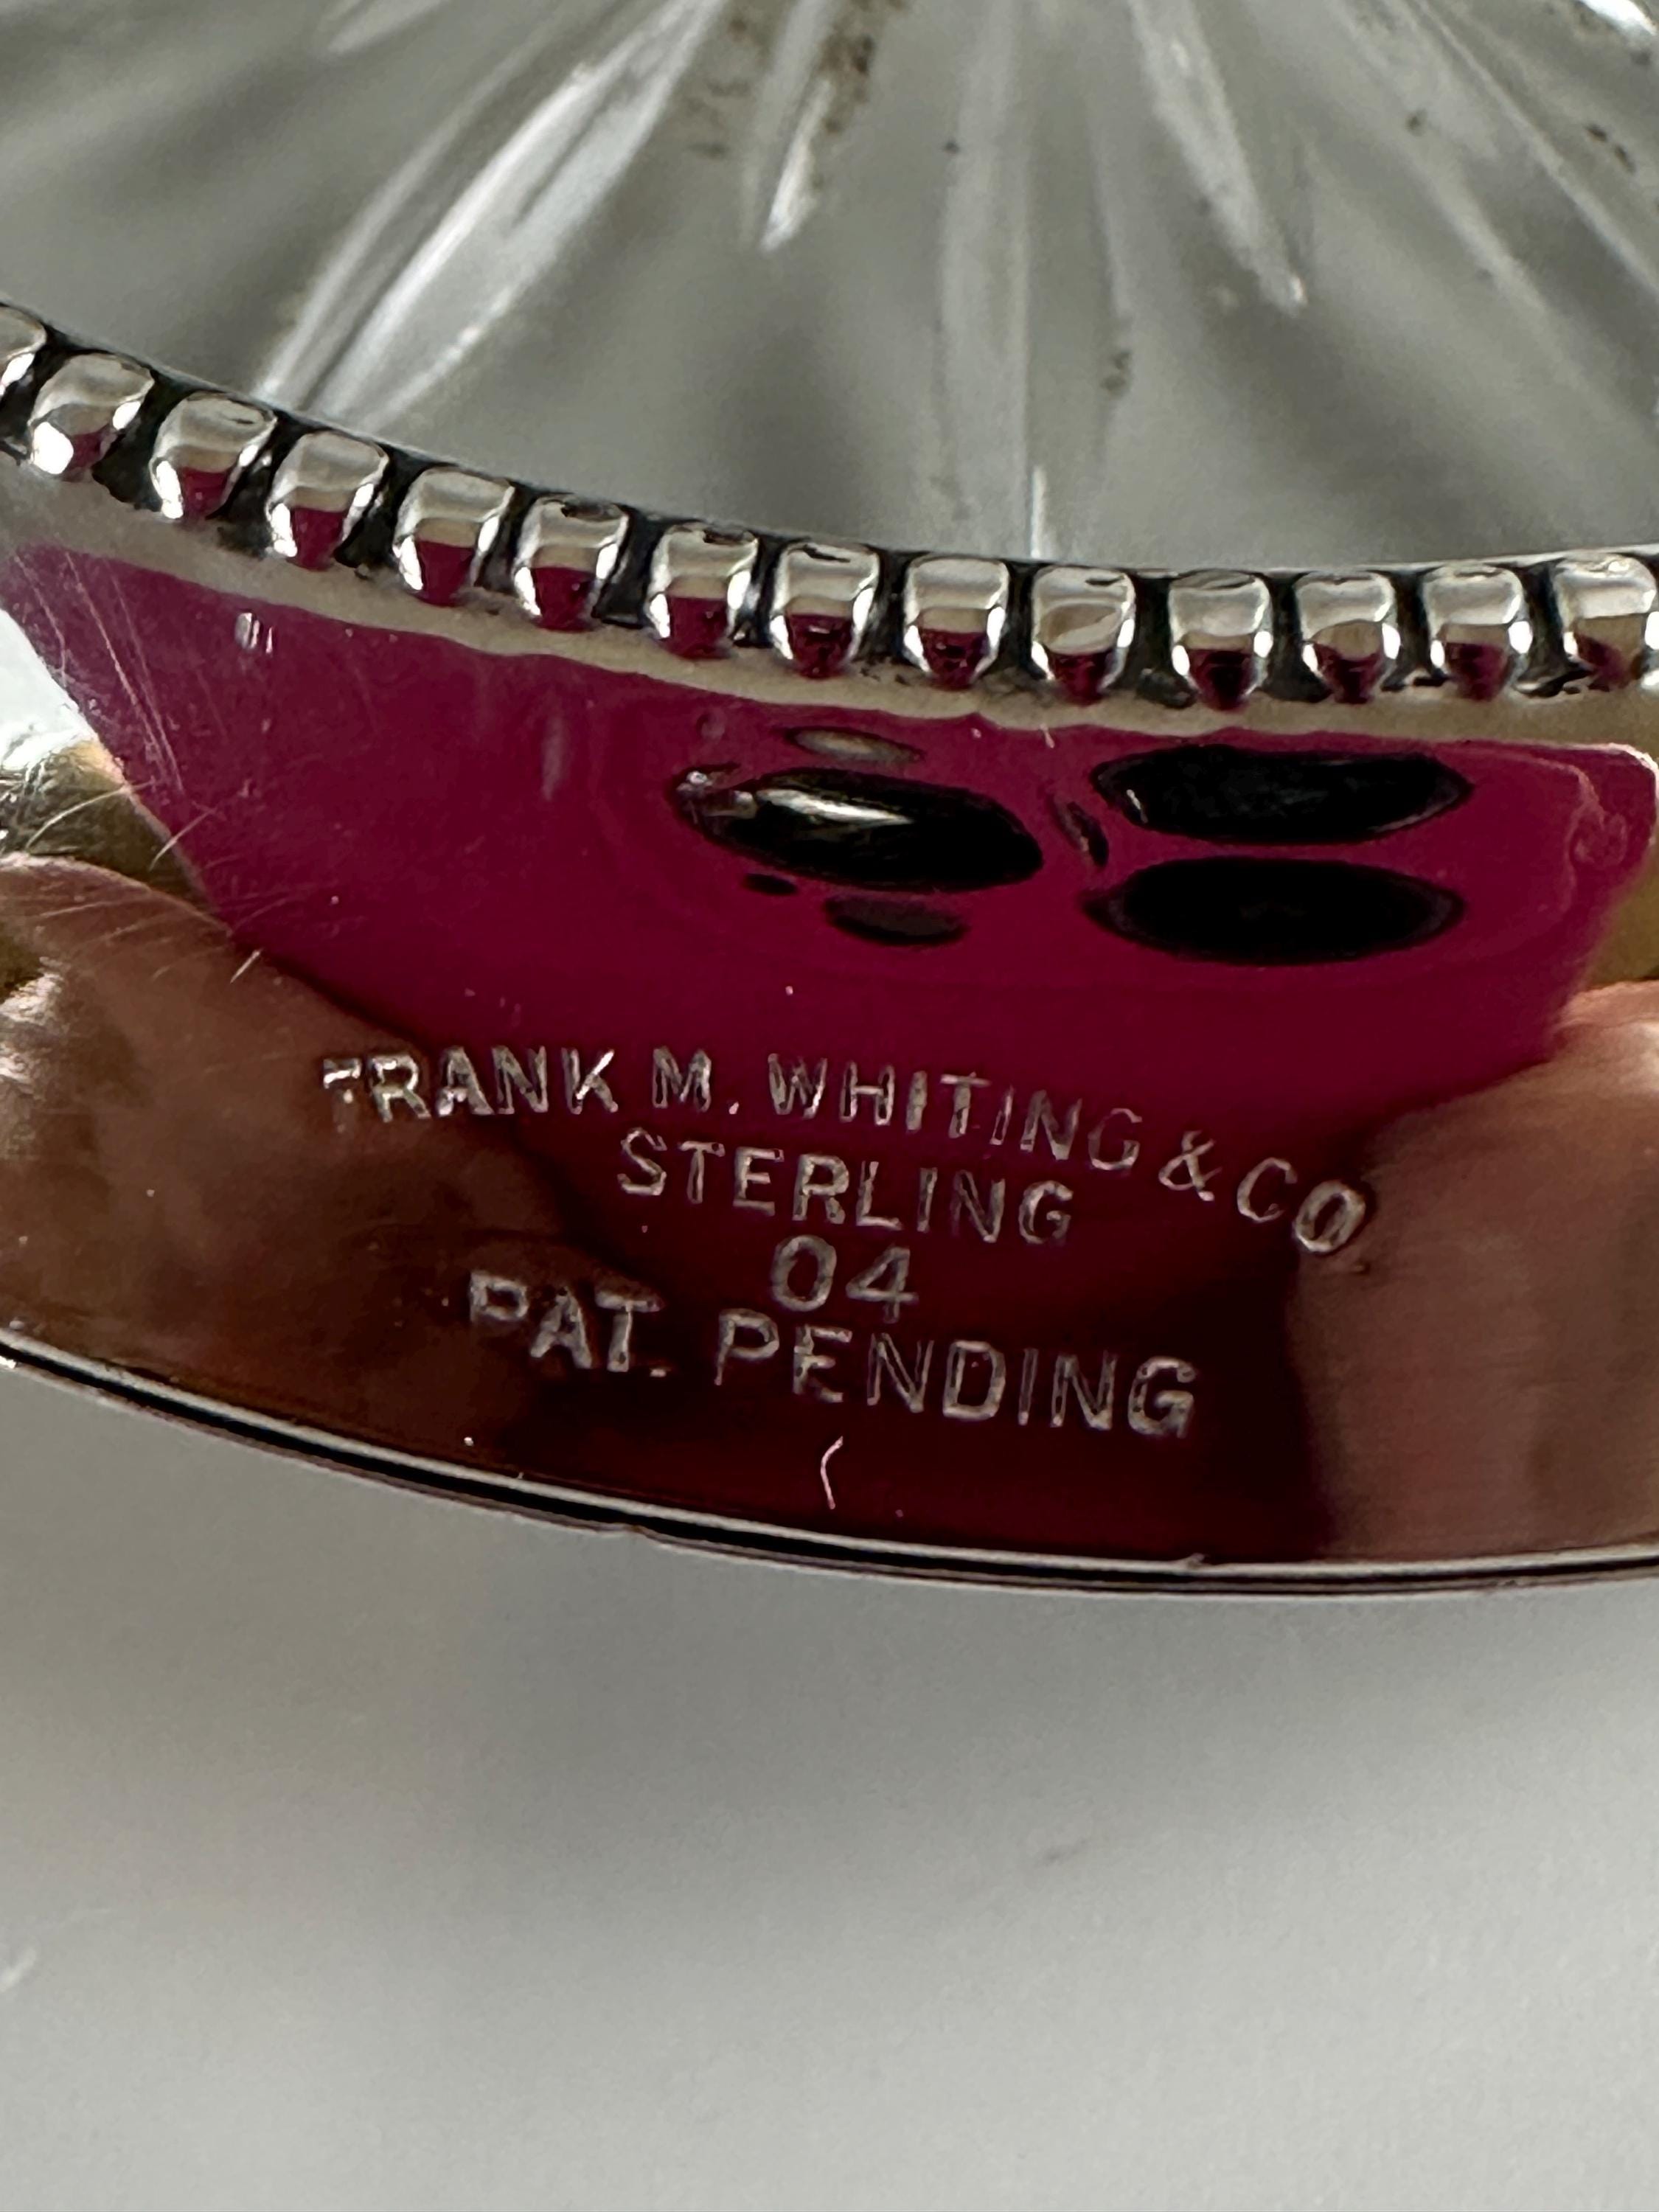 FRANK M. WHITING & CO.
STERLING
04
PAT. PENDING